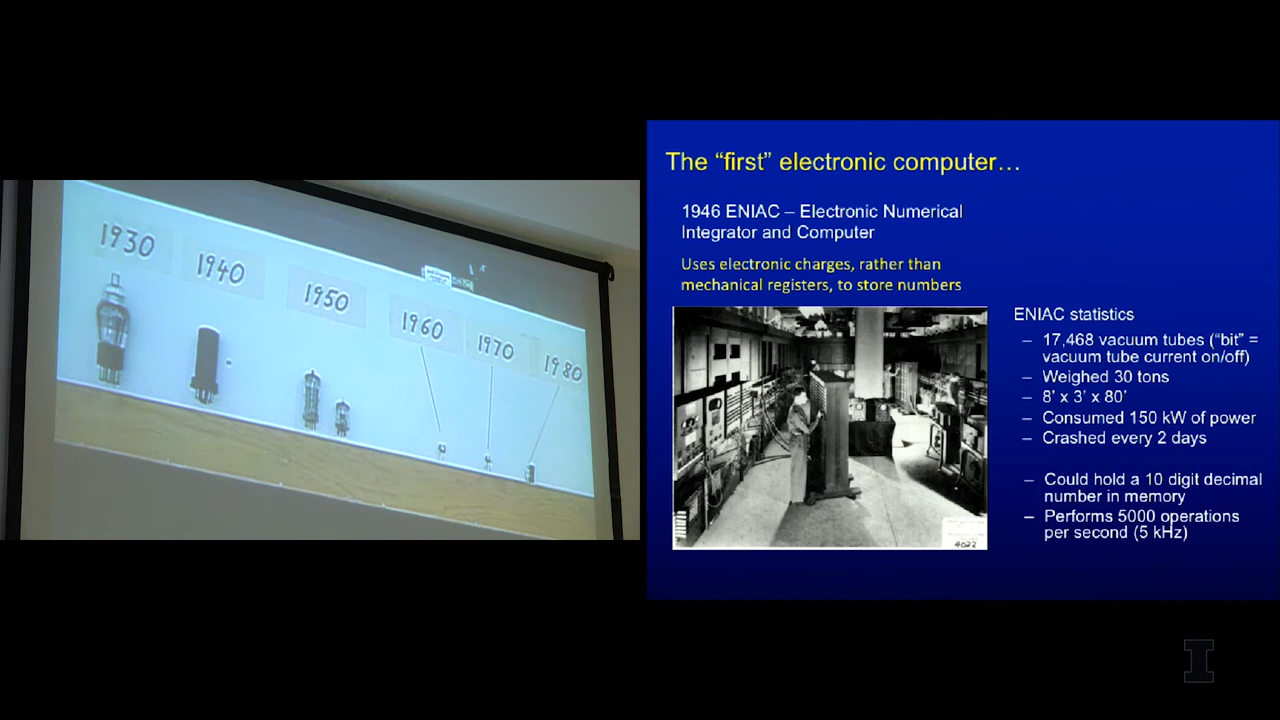 1930
1940
1950
1960
1970
1980
The “first” electronic computer…
1946 ENIAC – Electronic Numerical
Integrator and Computer
Uses electronic charges, rather than
mechanical registers, to store numbers
ENIAC statistics
– 17,468 vacuum tubes (“bit” =
vacuum tube current on/off)
– Weighed 30 tons
– 8’ x 3’ x 80’
– Consumed 150 kW of power
– Crashed every 2 days
– Could hold a 10 digit decimal
number in memory
– Performs 5000 operations
per second (5 kHz)
4022
I